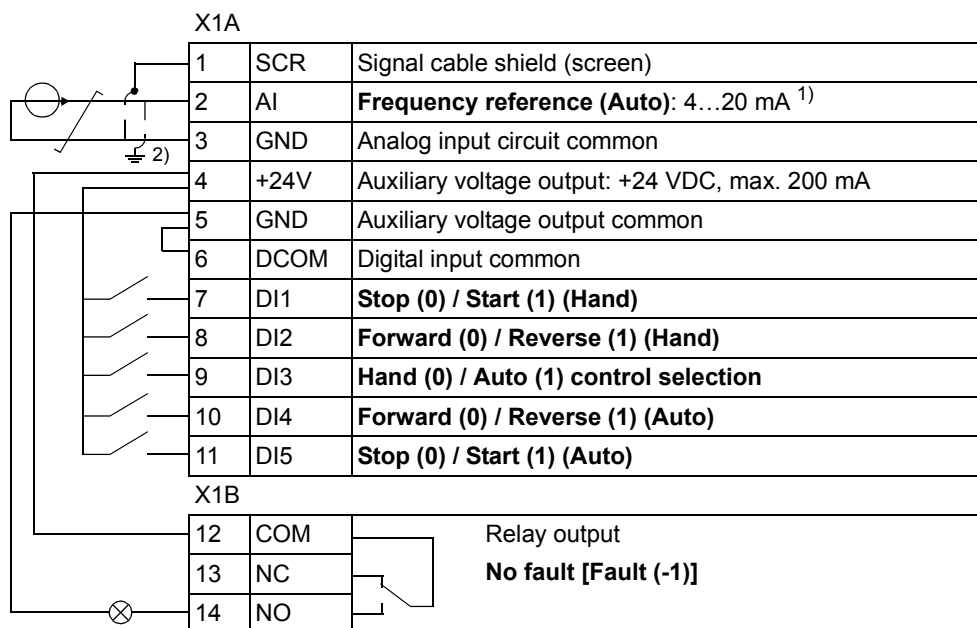 X1A
1 SCR Signal cable shield (screen)
2 AI Frequency reference (Auto): 4…20 mA 1)
3 GND Analog input circuit common
2)
4 +24V Auxiliary voltage output: +24 VDC, max. 200 mA
5 GND Auxiliary voltage output common
6 DCOM Digital input common
7 DI1 Stop (0) / Start (1) (Hand)
8 DI2 Forward (0) / Reverse (1) (Hand)
9 DI3 Hand (0) / Auto (1) control selection
10 DI4 Forward (0) / Reverse (1) (Auto)
11 DI5 Stop (0) / Start (1) (Auto)
X1B
12 COM Relay output
13 NC No fault [Fault (-1)]
14 NO